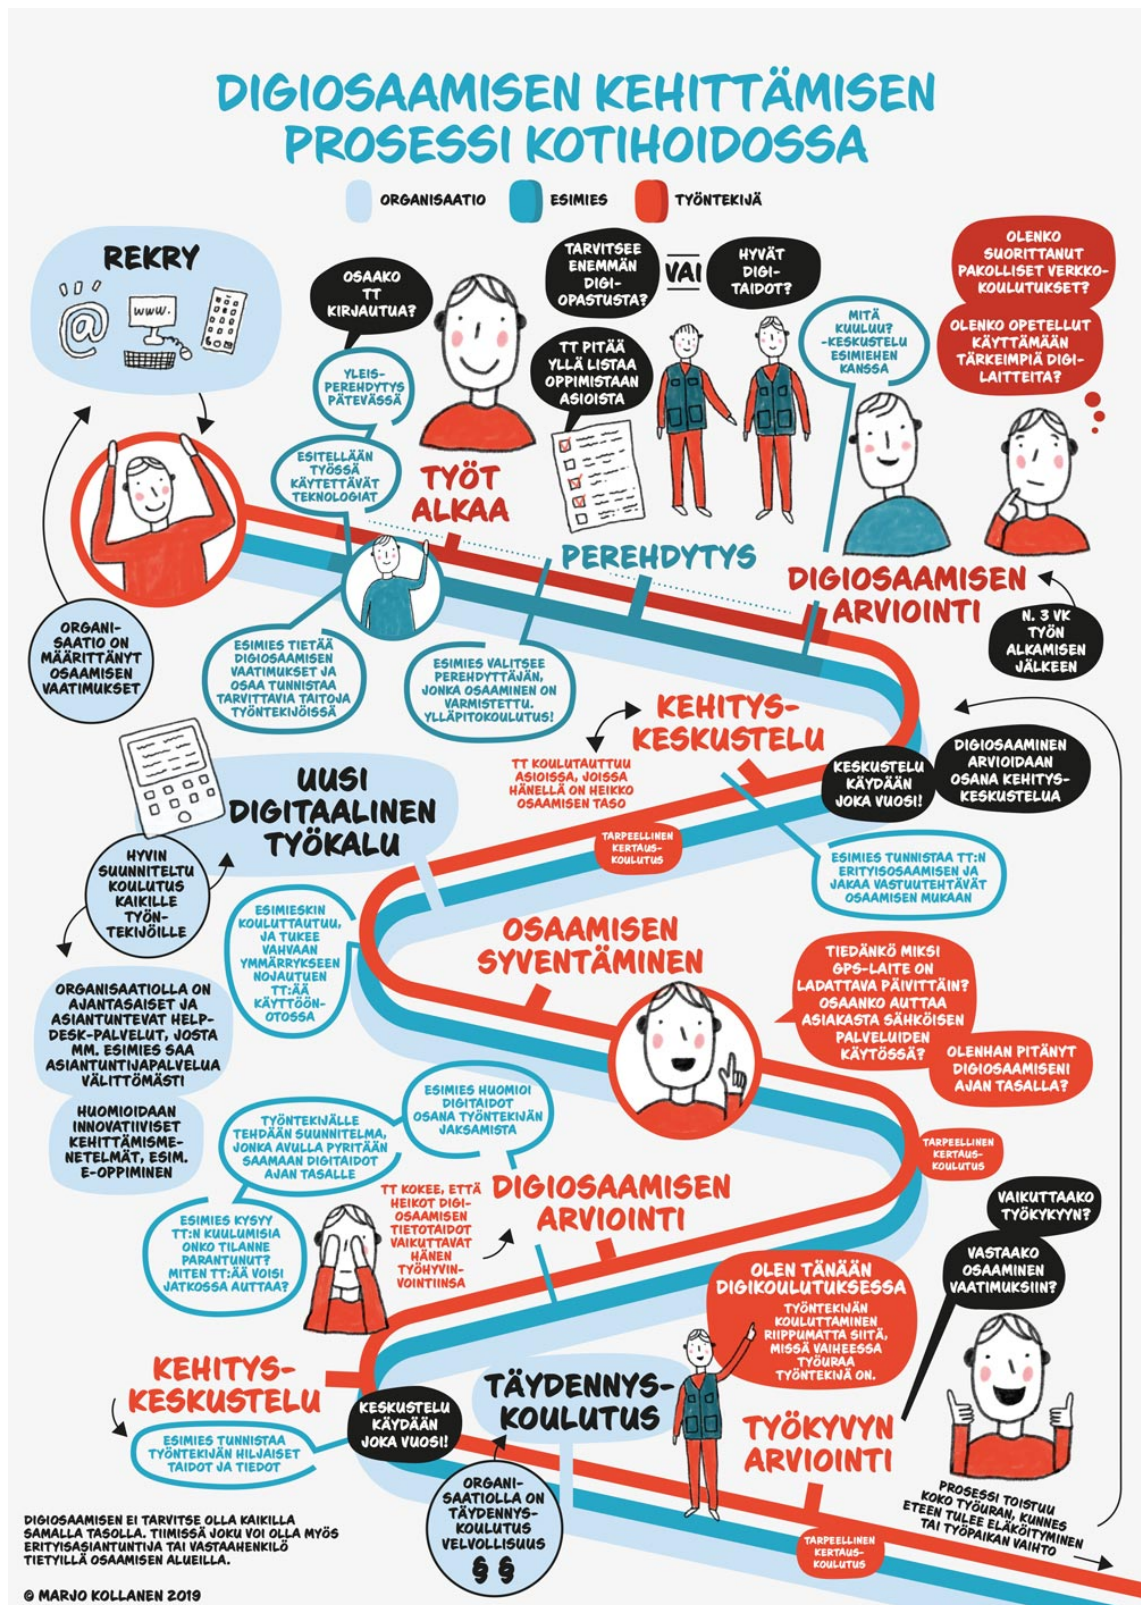 DIGIOSAAMISEN KEHITTÄMISEN
PROSESSI KOTIHOIDOSSA
ORGANISAATIO
ESIMIES
TYÖNTEKIJÄ
REKRY
@
WWW.
OSAAKO
TT
KIRJAUTUA?
YLEIS-
PEREHDYTYS
PÄTEVÄSSÄ
ESITELLÄÄN
TYÖSSÄ
KÄYTETTÄVÄT
TEKNOLOGIAT
TYÖT
ALKAA
TARVITSEE
ENEMMÄN
DIGI-
OPASTUSTA?
VAI
HYVÄT
DIGI-
TAIDOT?
TT PITÄÄ
YLLÄ LISTAA
OPPIMISTAAN
ASIOISTA
MITÄ
KUULUU?
-KESKUSTELU
ESIMIEHEN
KANSSA
OLENKO
SUORITTANUT
PAKOLLISET VERKKO-
KOULUTUKSET?
OLENKO OPETELLUT
KÄYTTÄMÄÄN
TÄRKEIMPIÄ DIGI-
LAITTEITA?
PEREHDYTYS
DIGIOSAAMISEN
ARVIOINTI
N. 3 VK
TYÖN
ALKAMISEN
JÄLKEEN
ORGANI-
SAATIO ON
MÄÄRITTÄNYT
OSAAMISEN
VAATIMUKSET
ESIMIES TIETÄÄ
DIGIOSAAMISEN
VAATIMUKSET JA
OSAA TUNNISTAA
TARVITTAVIA TAITOJA
TYÖNTEKIJÖISSÄ
ESIMIES VALITSEE
PEREHDYTTÄJÄN,
JONKA OSAAMINEN ON
VARMISTETTU.
YLLÄPITOKOULUTUS!
KEHITYS-
KESKUSTELU
TT KOULUTAUTTUU
ASIOISSA, JOISSA
HÄNELLÄ ON HEIKKO
OSAAMISEN TASO
KESKUSTELU
KÄYDÄÄN
JOKA VUOSI!
DIGIOSAAMINEN
ARVIOIDAAN
OSANA KEHITYS-
KESKUSTELUA
TARPEELLINEN
KERTAUS-
KOULUTUS
ESIMIES TUNNISTAA TT:N
ERITYISOSAAMISEN JA
JAKAA VASTUUTEHTÄVÄT
OSAAMISEN MUKAAN
UUSI
DIGITAALINEN
TYÖKALU
HYVIN
SUUNNITELTU
KOULUTUS
KAIKILLE
TYÖN-
TEKIJÖILLE
ESIMIESKIN
KOULUTTAUTUU,
JA TUKEE
VAHVAAN
YMMÄRRYKSEEN
NOJAUTUEN
TT:ÄÄ
KÄYTTÖÖN-
OTOSSA
ORGANISAATIOLLA ON
AJANTASAISET JA
ASIANTUNTEVAT HELP-
DESK-PALVELUT, JOSTA
MM. ESIMIES SAA
ASIANTUNTIJAPALVELUA
VÄLITTÖMÄSTI
HUOMIOIDAAN
INNOVATIIVISET
KEHITTÄMISME-
NETELMÄT, ESIM.
E-OPPIMINEN
OSAAMISEN
SYVENTÄMINEN
TIEDÄNKÖ MIKSI
GPS-LAITE ON
LADATTAVA PÄIVITTÄIN?
OSAANKO AUTTAA
ASIAKASTA SÄHKÖISEN
PALVELUIDEN
KÄYTÖSSÄ?
OLENHAN PITÄNYT
DIGIOSAAMISENI
AJAN TASALLA?
TARPEELLINEN
KERTAUS-
KOULUTUS
ESIMIES HUOMIOI
DIGITAIDOT
OSANA TYÖNTEKIJÄN
JAKSAMISTA
TYÖNTEKIJÄLLE
TEHDÄÄN SUUNNITELMA,
JONKA AVULLA PYRITÄÄN
SAAMAAN DIGITAIDOT
AJAN TASALLE
ESIMIES KYSYY
TT:N KUULUMISIA
ONKO TILANNE
PARANTUNUT?
MITEN TT:ÄÄ VOISI
JATKOSSA AUTTAA?
TT KOKEE, ETTÄ
HEIKOT DIGI-
OSAAMISEN
TIETOTAIDOT
VAIKUTTAVAT
HÄNEN
TYÖHYVIN-
VOINTIINSA
DIGIOSAAMISEN
ARVIOINTI
VAIKUTTAAKO
TYÖKYKYYN?
VASTAAKO
OSAAMINEN
VAATIMUKSIIN?
OLEN TÄNÄÄN
DIGIKOULUTUKSESSA
TYÖNTEKIJÄN
KOULUTTAMINEN
RIIPPUMATTA SIITÄ,
MISSÄ VAIHEESSA
TYÖURAA
TYÖNTEKIJÄ ON.
KEHITYS-
KESKUSTELU
ESIMIES TUNNISTAA
TYÖNTEKIJÄN HILJAISET
TAIDOT JA TIEDOT
KESKUSTELU
KÄYDÄÄN
JOKA VUOSI!
TÄYDENNYS-
KOULUTUS
ORGANI-
SAATIOLLA ON
TÄYDENNYS-
KOULUTUS
VELVOLLISUUS
§ §
TYÖKYVYN
ARVIOINTI
TARPEELLINEN
KERTAUS-
KOULUTUS
PROSESSI TOISTUU
KOKO TYÖURAN, KUNNES
ETEEN TULEE ELÄKÖITYMINEN
TAI TYÖPAIKAN VAIHTO
DIGIOSAAMISEN EI TARVITSE OLLA KAIKILLA
SAMALLA TASOLLA. TIIMISSÄ JOKU VOI OLLA MYÖS
ERITYISASIANTUNTIJA TAI VASTAAHENKILÖ
TIETYILLÄ OSAAMISEN ALUEILLA.
© MARJO KOLLANEN 2019